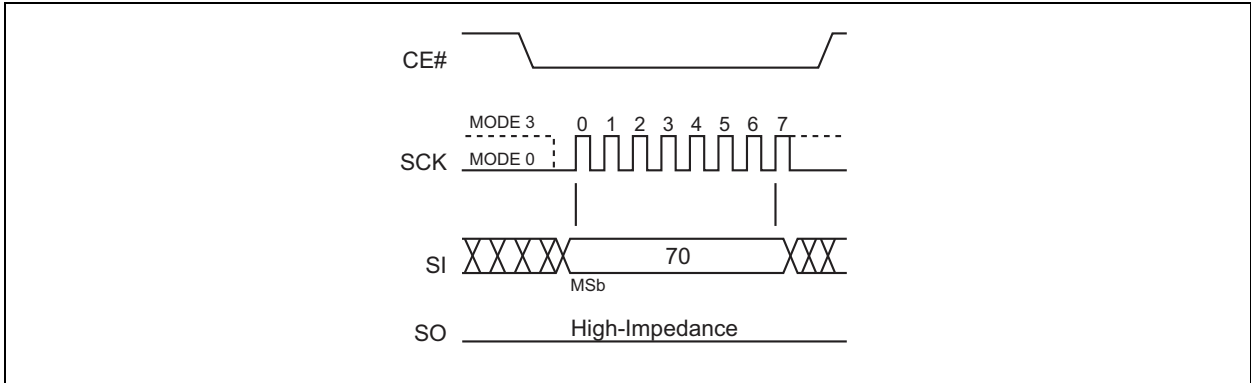 CE#
MODE 3
0 1 2 3 4 5 6 7
SCK
MODE 0
SI
70
MSb
SO
High-Impedance